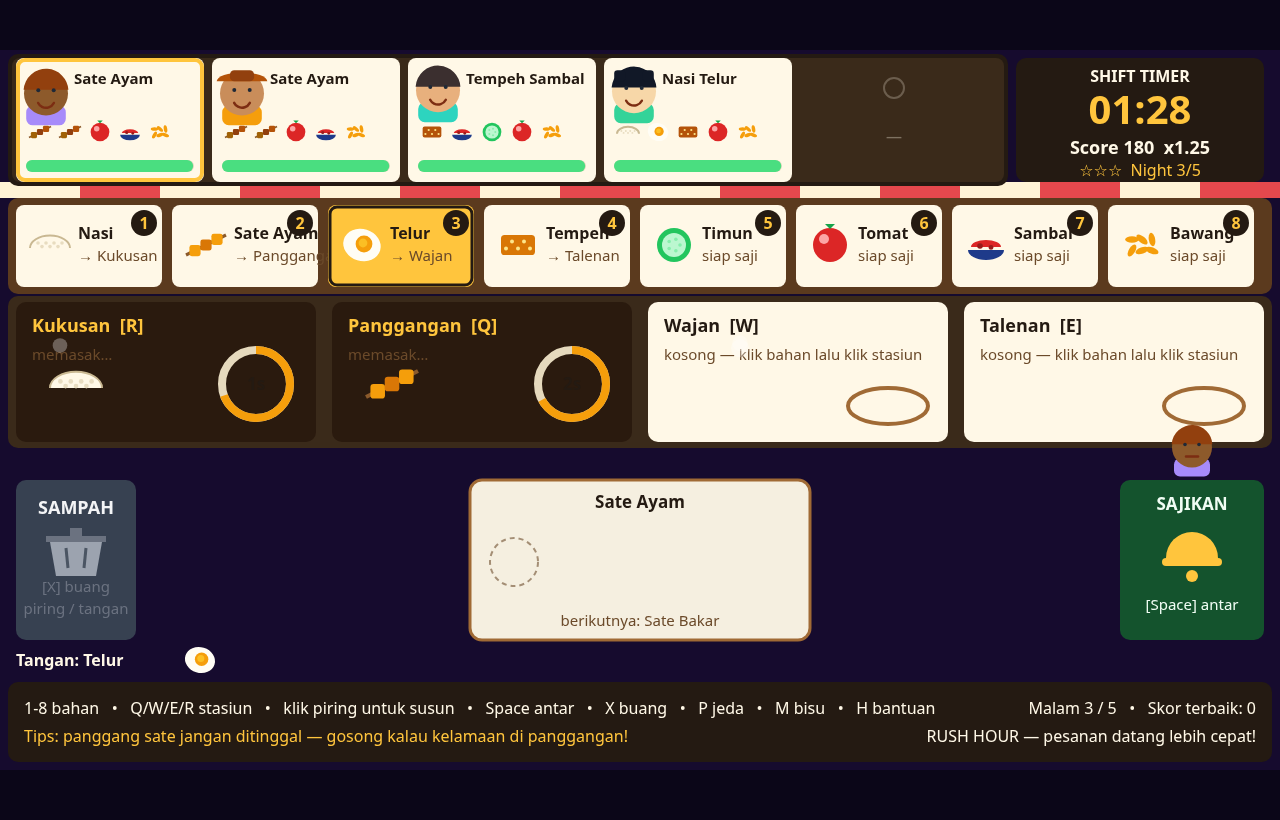 Sate Ayam
Sate Ayam
Tempeh Sambal
Nasi Telur
—
SHIFT TIMER
01:28
Score 180 x1.25
☆☆☆ Night 3/5
Nasi 1
→ Kukusan
Sate Ayam 2
→ Panggang
Telur 3
→ Wajan
Tempeh 4
→ Talenan
Timun 5
siap saji
Tomat 6
siap saji
Sambal 7
siap saji
Bawang 8
siap saji
Kukusan [R]
memasak...
Panggangan [Q]
memasak...
Wajan [W]
kosong — klik bahan lalu klik stasiun
Talenan [E]
kosong — klik bahan lalu klik stasiun
SAMPAH
[X] buang
piring / tangan
Sate Ayam
berikutnya: Sate Bakar
SAJIKAN
[Space] antar
Tangan: Telur
1-8 bahan • Q/W/E/R stasiun • klik piring untuk susun • Space antar • X buang • P jeda • M bisu • H bantuan
Malam 3 / 5 • Skor terbaik: 0
Tips: panggang sate jangan ditinggal — gosong kalau kelamaan di panggangan!
RUSH HOUR — pesanan datang lebih cepat!